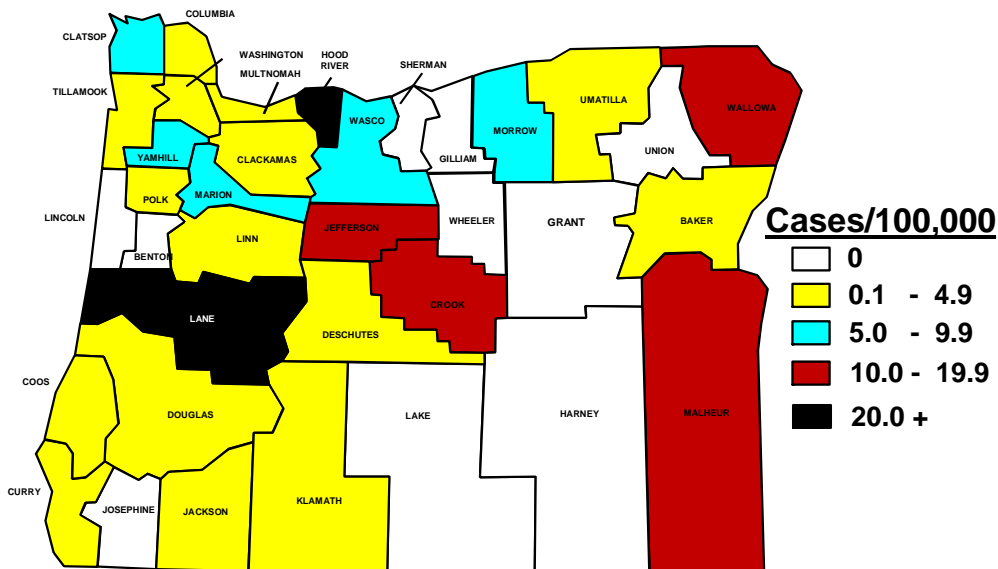 COLUMBIA
CLATSOP
WASHINGTON
MULTNOMAH
HOOD
RIVER
SHERMAN
TILLAMOOK
UMATILLA
WALLOWA
WASCO
MORROW
YAMHILL
CLACKAMAS
GILLIAM
UNION
POLK
MARION
LINCOLN
JEFFERSON
WHEELER
GRANT
BAKER
LINN
BENTON
CROOK
LANE
DESCHUTES
COOS
DOUGLAS
LAKE
HARNEY
MALHEUR
CURRY
JOSEPHINE
JACKSON
KLAMATH
Cases/100,000
0
0.1 - 4.9
5.0 - 9.9
10.0 - 19.9
20.0 +